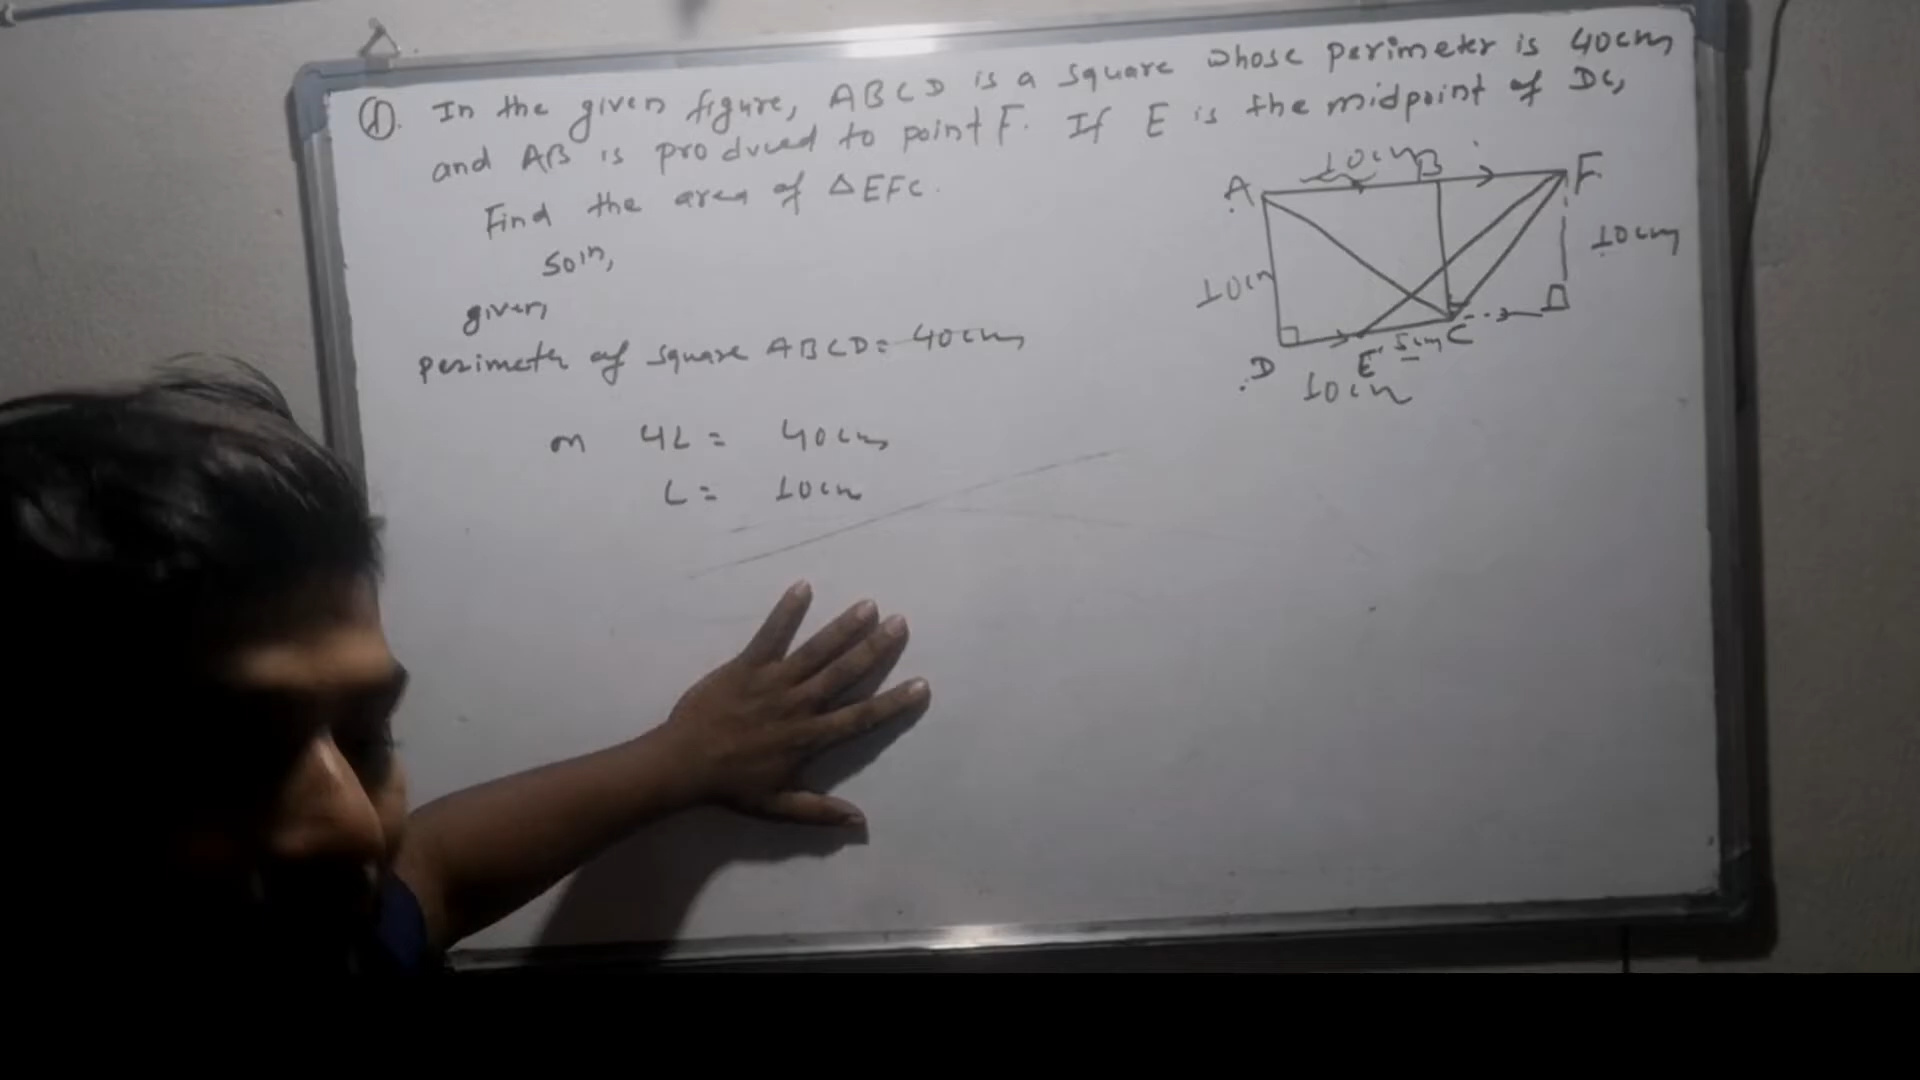 1. In the given figure, ABCD is a square whose perimeter is 40cm
and AB is produced to point F. If E is the midpoint of DC,
Find the area of △EFC.
Soln,
given,
perimeter of square ABCD = 40cm
or 4L = 40cm
L = 10cm
10cm
A B F
10cm 10cm
D E 5cm C
10cm